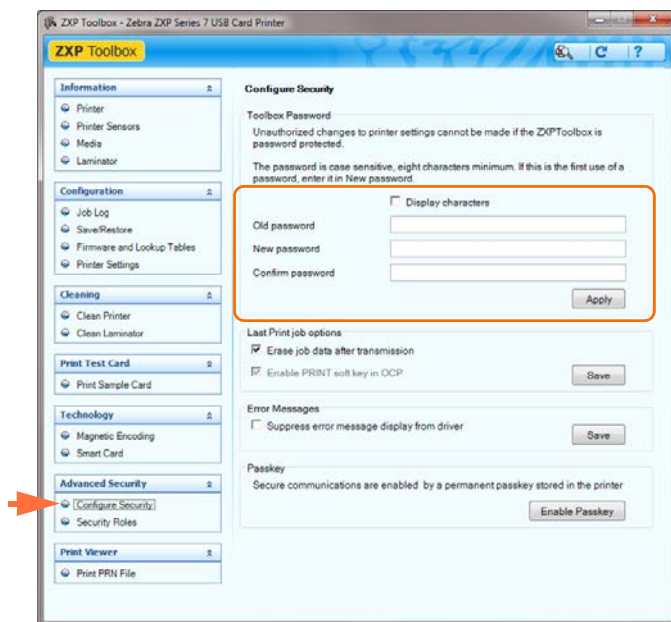 ZXP Toolbox - Zebra ZXP Series 7 USB Card Printer
ZXP Toolbox
?
Information
Printer
Printer Sensors
Media
Laminator
Configuration
Job Log
Save/Restore
Firmware and Lookup Tables
Printer Settings
Cleaning
Clean Printer
Clean Laminator
Print Test Card
Print Sample Card
Technology
Magnetic Encoding
Smart Card
Advanced Security
Configure Security
Security Roles
Print Viewer
Print PRN File
Configure Security
Toolbox Password
Unauthorized changes to printer settings cannot be made if the ZXPToolbox is
password protected.
The password is case sensitive, eight characters minimum. If this is the first use of a
password, enter it in New password.
Display characters
Old password
New password
Confirm password
Apply
Last Print job options
Erase job data after transmission
Enable PRINT soft key in OCP
Save
Error Messages
Suppress error message display from driver
Save
Passkey
Secure communications are enabled by a permanent passkey stored in the printer
Enable Passkey